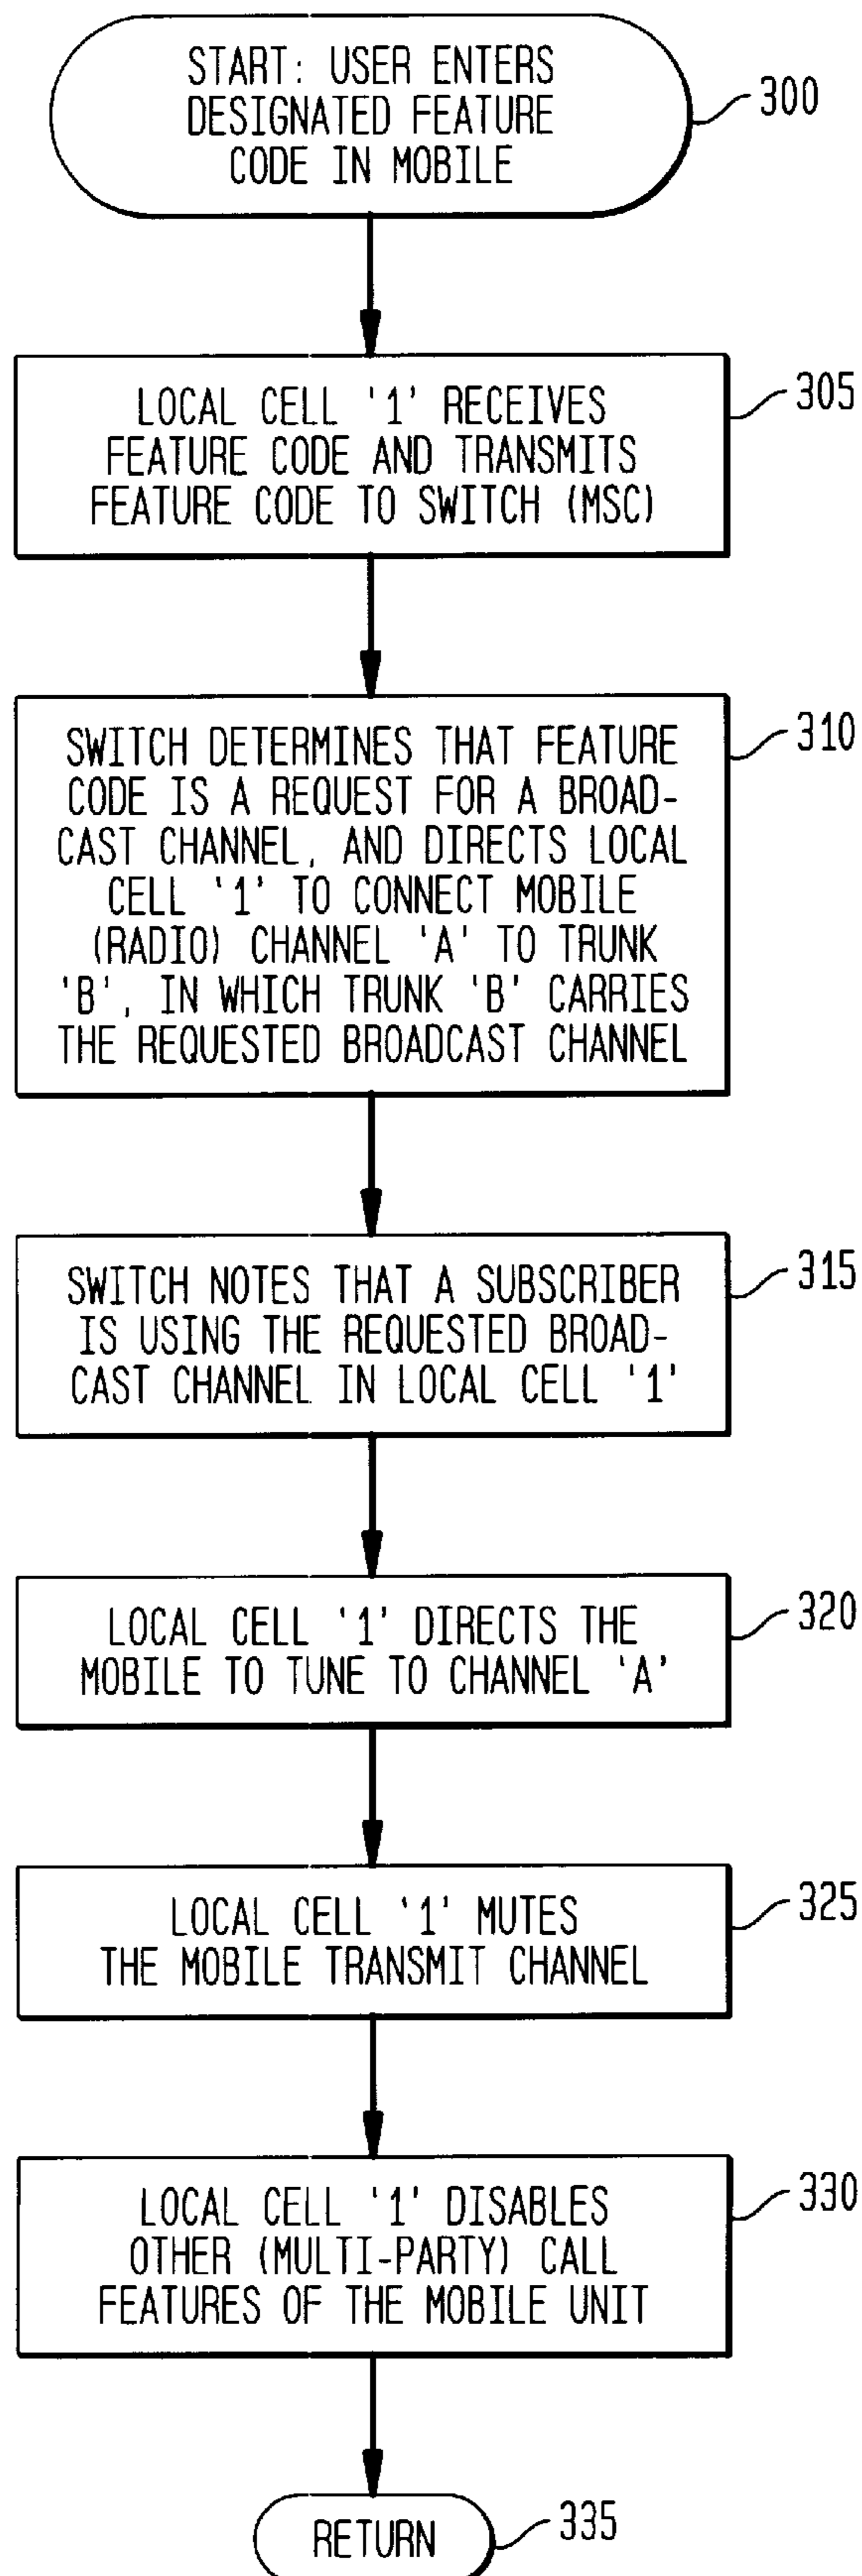 START: USER ENTERS
DESIGNATED FEATURE
CODE IN MOBILE
300
LOCAL CELL '1' RECEIVES
FEATURE CODE AND TRANSMITS
FEATURE CODE TO SWITCH (MSC)
305
SWITCH DETERMINES THAT FEATURE
CODE IS A REQUEST FOR A BROAD-
CAST CHANNEL, AND DIRECTS LOCAL
CELL '1' TO CONNECT MOBILE
(RADIO) CHANNEL 'A' TO TRUNK
'B', IN WHICH TRUNK 'B' CARRIES
THE REQUESTED BROADCAST CHANNEL
310
SWITCH NOTES THAT A SUBSCRIBER
IS USING THE REQUESTED BROAD-
CAST CHANNEL IN LOCAL CELL '1'
315
LOCAL CELL '1' DIRECTS THE
MOBILE TO TUNE TO CHANNEL 'A'
320
LOCAL CELL '1' MUTES
THE MOBILE TRANSMIT CHANNEL
325
LOCAL CELL '1' DISABLES
OTHER (MULTI-PARTY) CALL
FEATURES OF THE MOBILE UNIT
330
RETURN
335